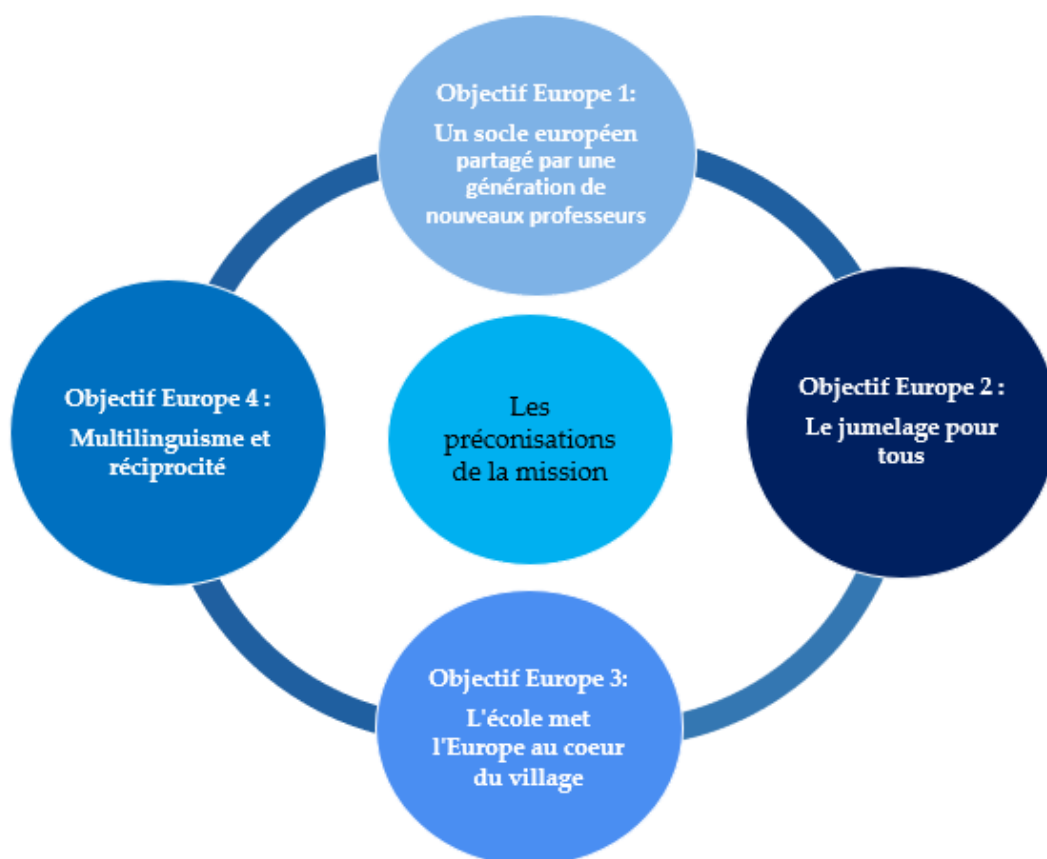 Objectif Europe 1:
Un socle européen
partagé par une
génération de
nouveaux professeurs
Objectif Europe 2 :
Le jumelage pour
tous
Objectif Europe 4 :
Multilinguisme et
réciprocité
Les
préconisations
de la mission
Objectif Europe 3:
L'école met
l'Europe au coeur
du village